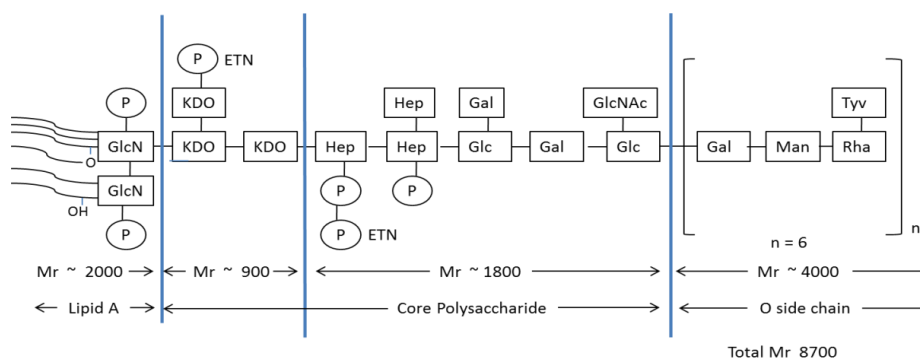 P ETN
KDO Hep Gal GlcNAc Tyv
P
GlcN KDO KDO Hep Hep Glc Gal Glc Gal Man Rha
O
GlcN P P
OH
P P ETN
n
n = 6
Mr ~ 2000 Mr ~ 900 Mr ~1800 Mr ~ 4000
Lipid A Core Polysaccharide O side chain
Total Mr 8700